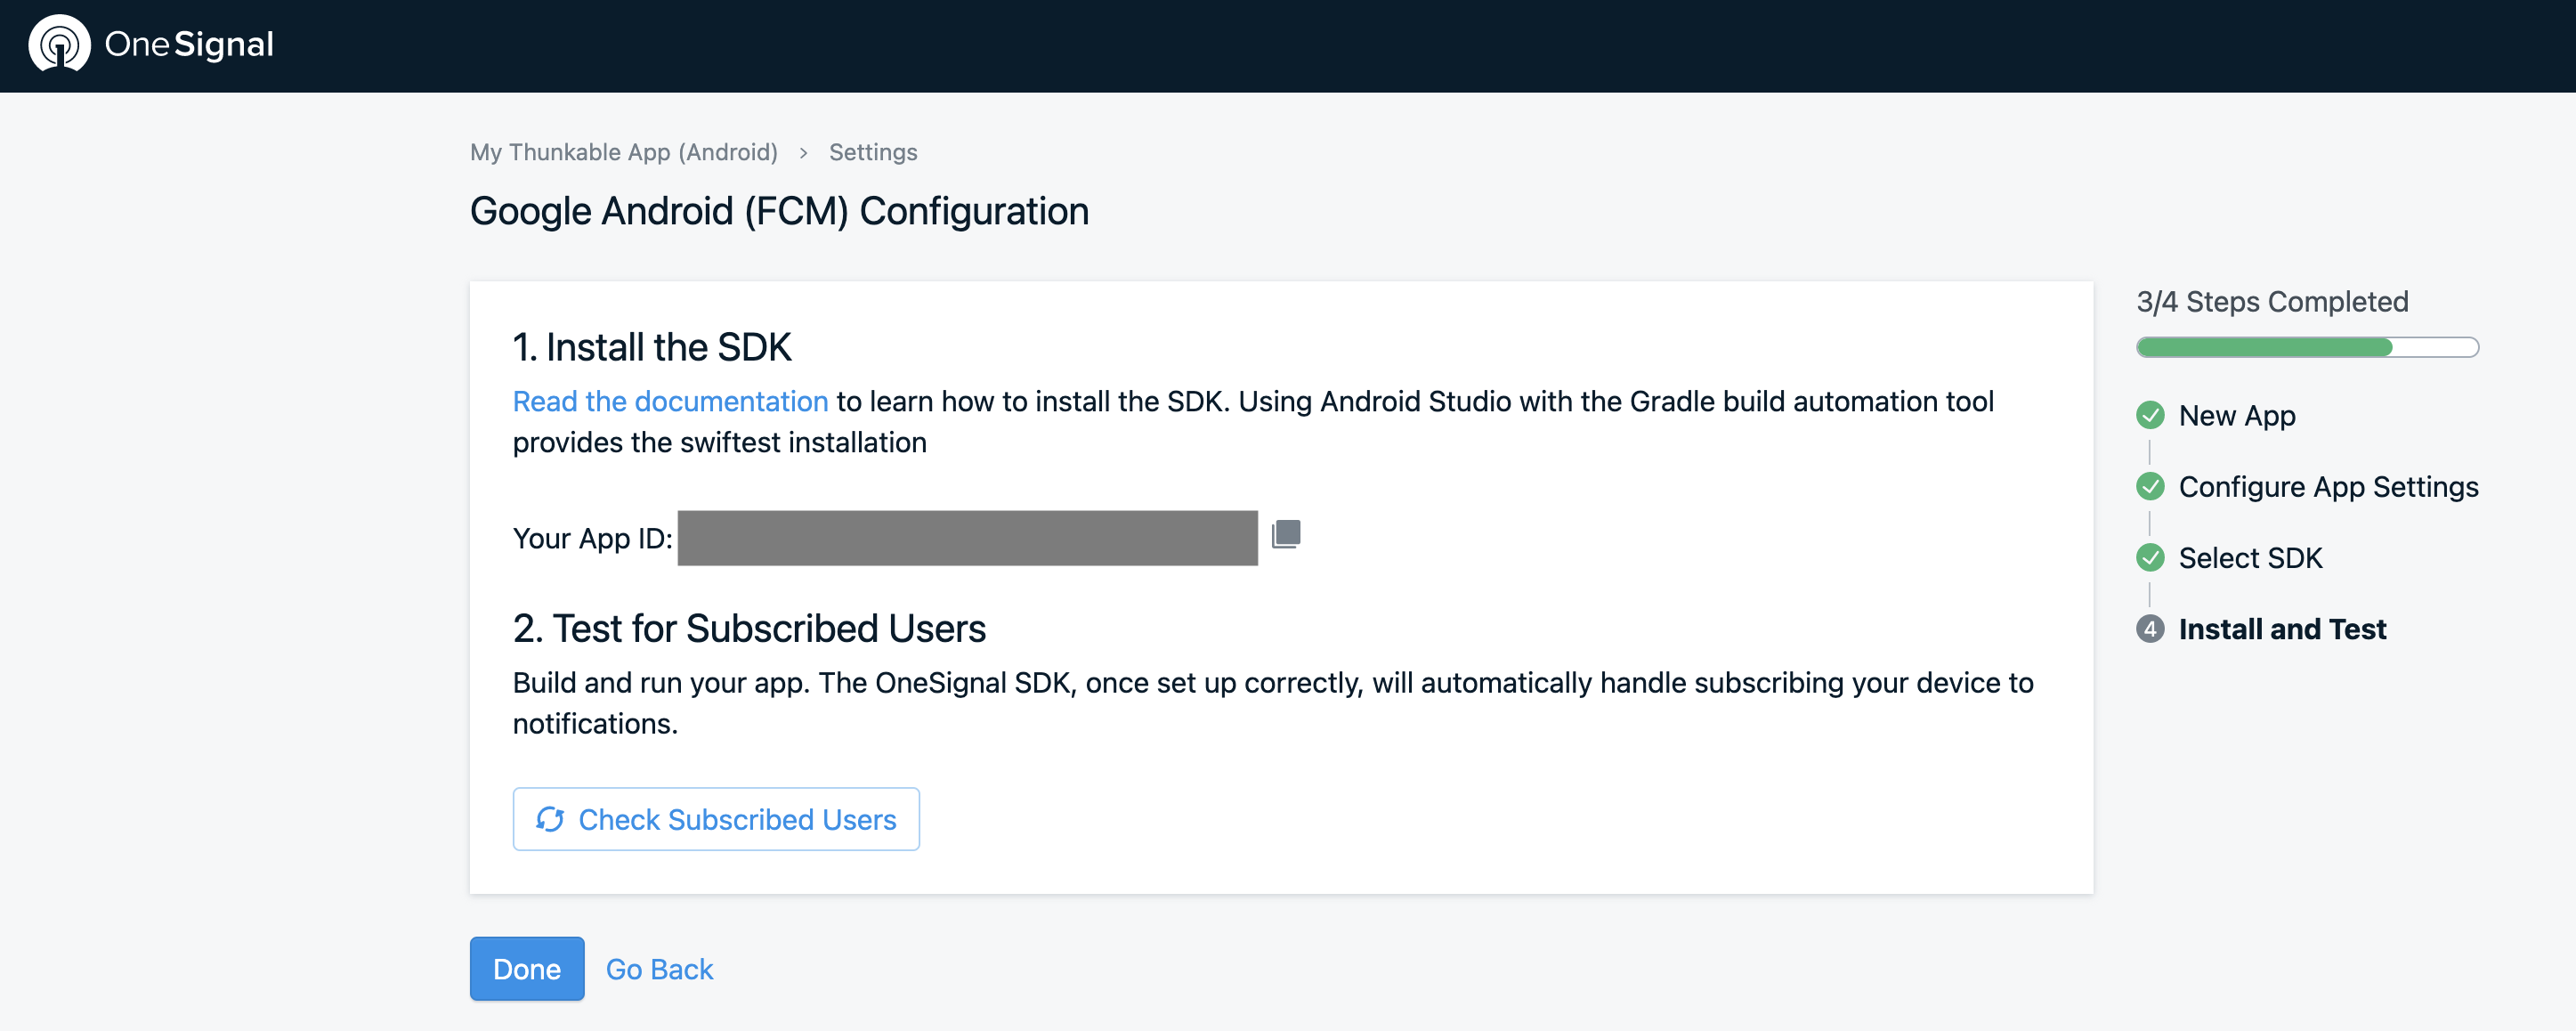 OneSignal
My Thunkable App (Android) > Settings
Google Android (FCM) Configuration
1. Install the SDK
Read the documentation to learn how to install the SDK. Using Android Studio with the Gradle build automation tool
provides the swiftest installation
Your App ID:
2. Test for Subscribed Users
Build and run your app. The OneSignal SDK, once set up correctly, will automatically handle subscribing your device to
notifications.
Check Subscribed Users
Done Go Back
3/4 Steps Completed
New App
Configure App Settings
Select SDK
4 Install and Test